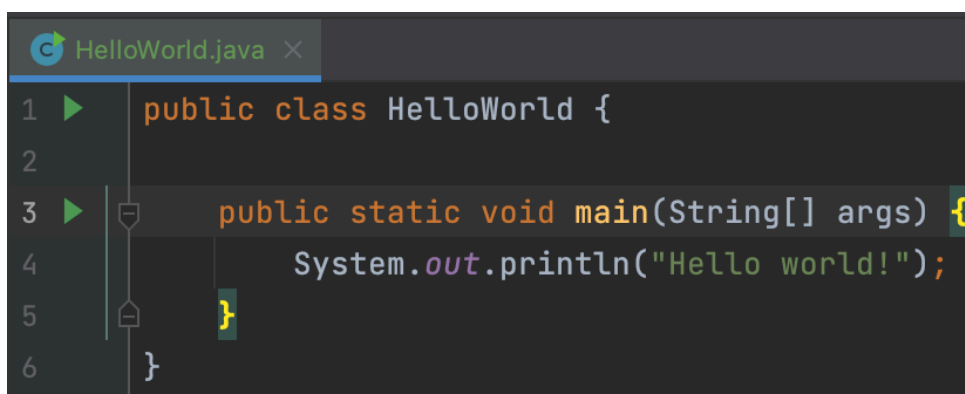 C HelloWorld.java ×
1 public class HelloWorld {
2
3     public static void main(String[] args) {
4         System.out.println("Hello world!");
5     }
6 }